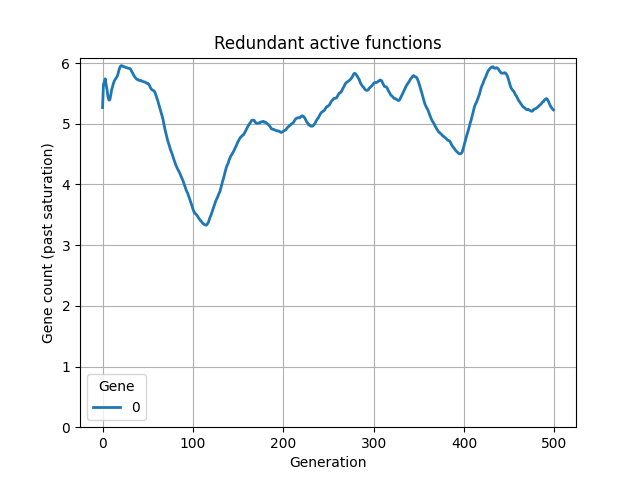 Redundant active functions
Gene count (past saturation)
6
5
4
3
2
1
0
Gene
0
0 100 200 300 400 500
Generation